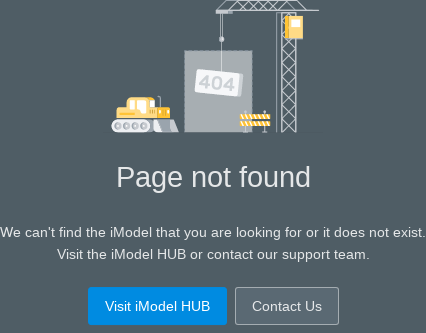 404
Page not found
We can't find the iModel that you are looking for or it does not exist.
Visit the iModel HUB or contact our support team.
Visit iModel HUB
Contact Us